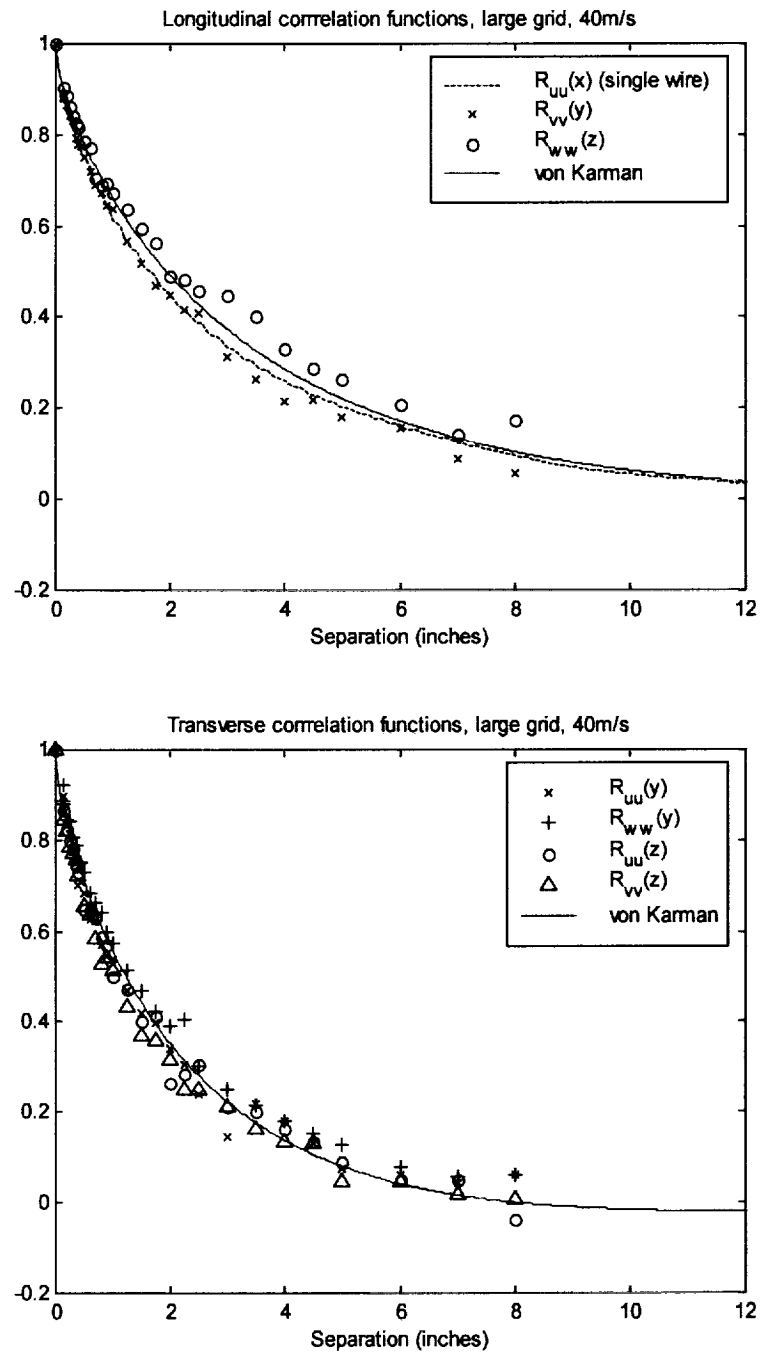 Longitudinal corrrelation functions, large grid, 40m/s
1
0.8
0.6
0.4
0.2
0
-0.2
R_uu(x) (single wire)
R_vv(y)
R_ww(z)
von Karman
0 2 4 6 8 10 12
Separation (inches)
Transverse corrrelation functions, large grid, 40m/s
1
0.8
0.6
0.4
0.2
0
-0.2
R_uu(y)
R_ww(y)
R_uu(z)
R_vv(z)
von Karman
0 2 4 6 8 10 12
Separation (inches)